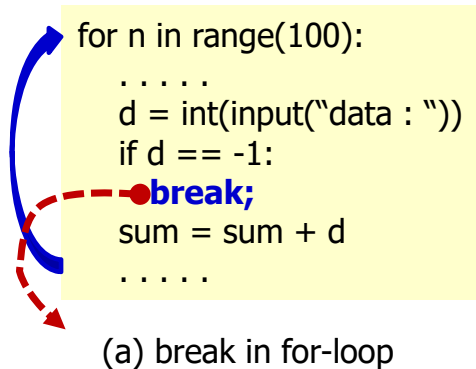 for n in range(100):
. . . . .
d = int(input(“data : “))
if d == -1:
break;
sum = sum + d
. . . . .
(a) break in for-loop